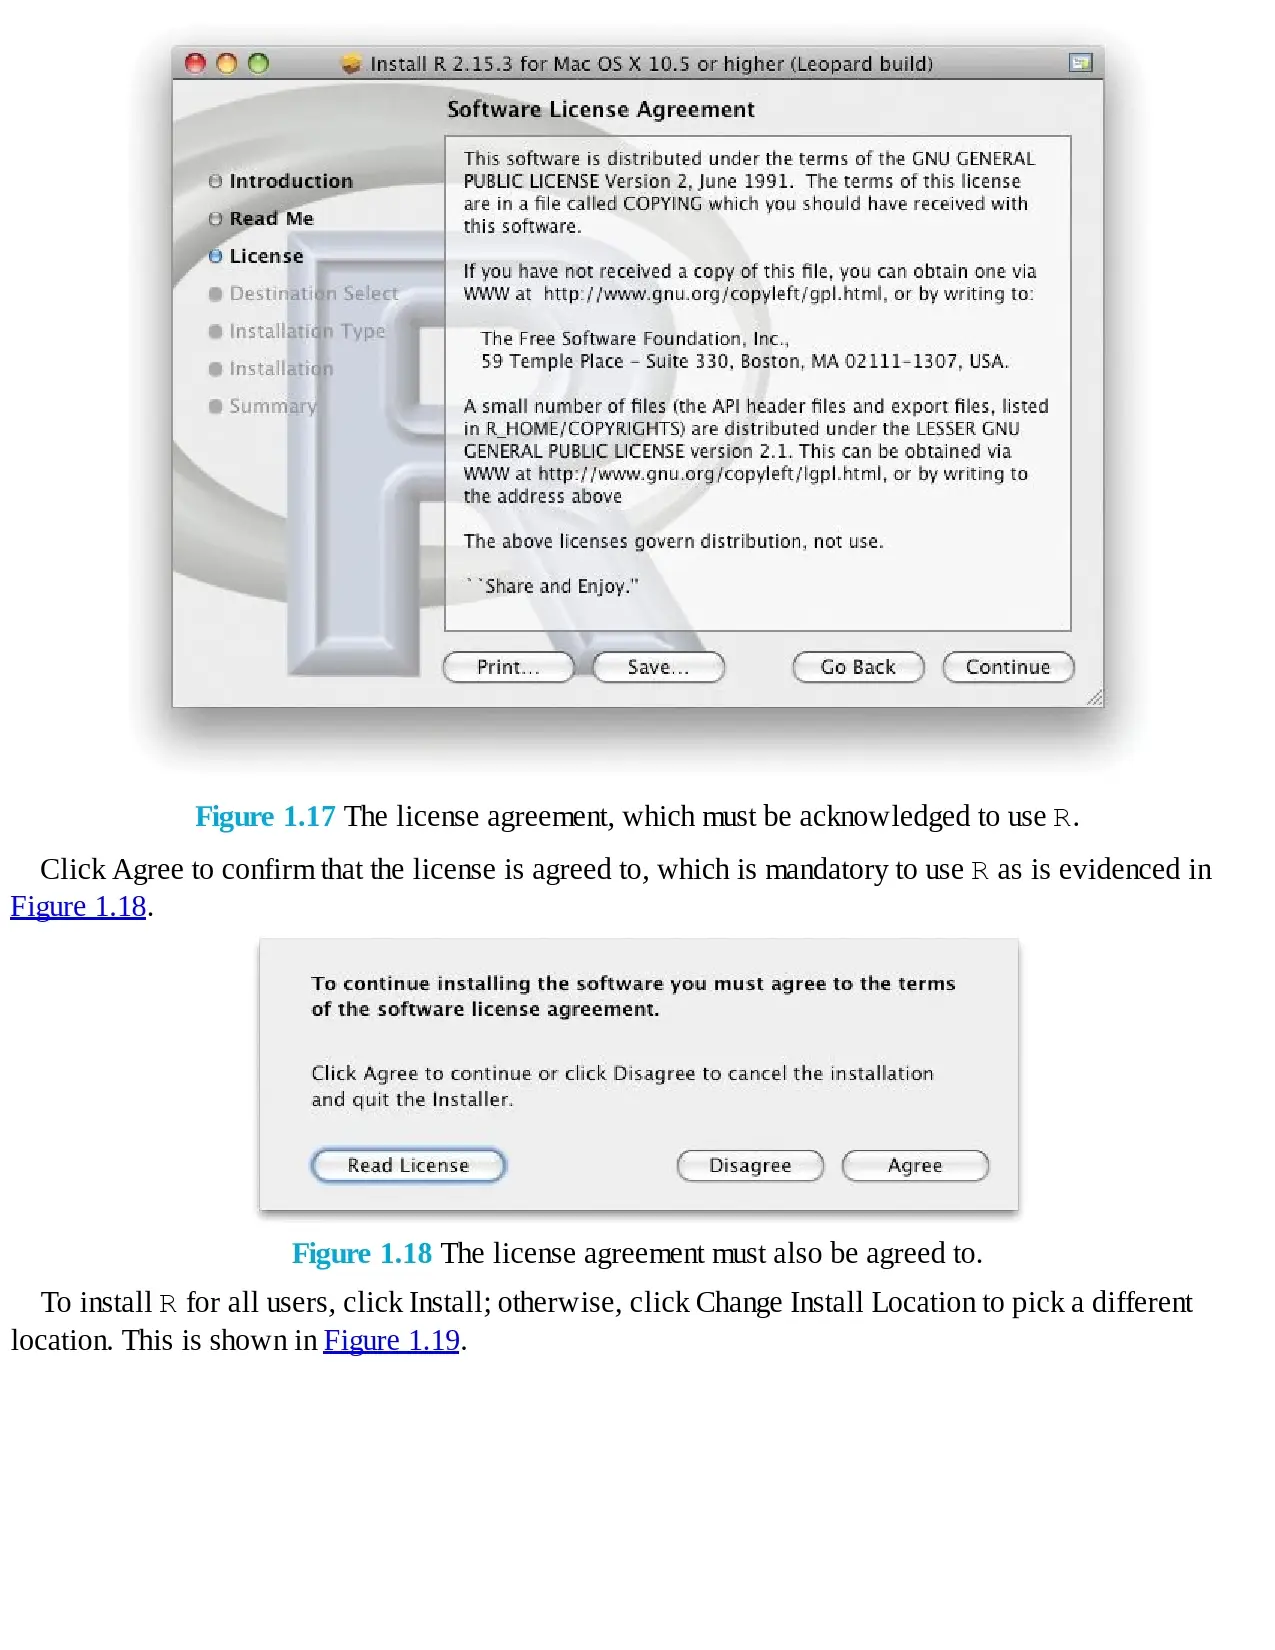 Install R 2.15.3 for Mac OS X 10.5 or higher (Leopard build)
Software License Agreement
Introduction
Read Me
License
Destination Select
Installation Type
Installation
Summary
This software is distributed under the terms of the GNU GENERAL
PUBLIC LICENSE Version 2, June 1991.  The terms of this license
are in a file called COPYING which you should have received with
this software.
If you have not received a copy of this file, you can obtain one via
WWW at  http://www.gnu.org/copyleft/gpl.html, or by writing to:
The Free Software Foundation, Inc.,
59 Temple Place - Suite 330, Boston, MA 02111-1307, USA.
A small number of files (the API header files and export files, listed
in R_HOME/COPYRIGHTS) are distributed under the LESSER GNU
GENERAL PUBLIC LICENSE version 2.1. This can be obtained via
WWW at http://www.gnu.org/copyleft/lgpl.html, or by writing to
the address above
The above licenses govern distribution, not use.
``Share and Enjoy.''
Print... Save... Go Back Continue
Figure 1.17 The license agreement, which must be acknowledged to use R.
Click Agree to confirm that the license is agreed to, which is mandatory to use R as is evidenced in
Figure 1.18.
To continue installing the software you must agree to the terms
of the software license agreement.
Click Agree to continue or click Disagree to cancel the installation
and quit the Installer.
Read License Disagree Agree
Figure 1.18 The license agreement must also be agreed to.
To install R for all users, click Install; otherwise, click Change Install Location to pick a different
location. This is shown in Figure 1.19.